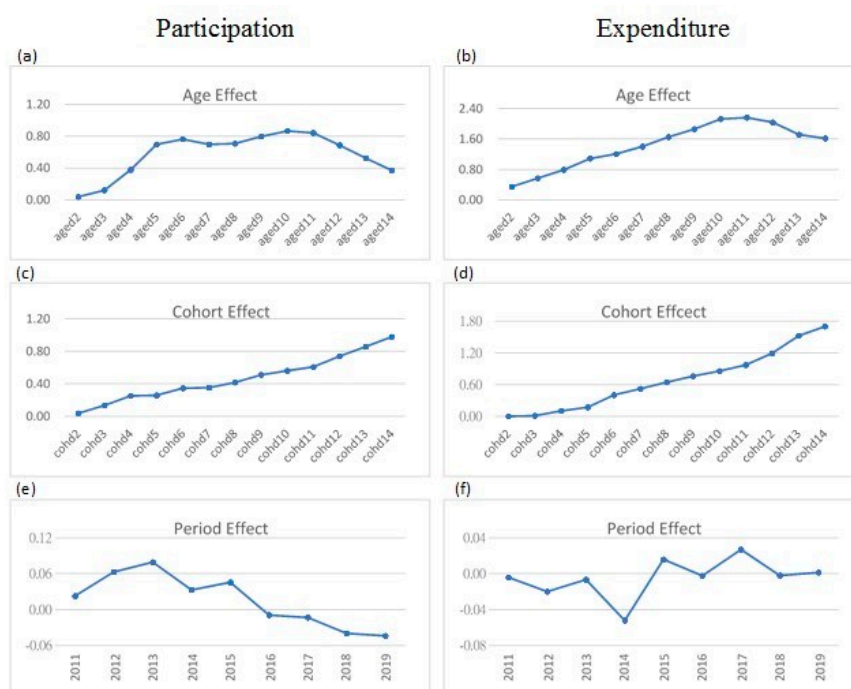 Participation Expenditure
(a) (b)
Age Effect
1.20
0.80
0.40
0.00
aged2 aged3 aged4 aged5 aged6 aged7 aged8 aged9 aged10 aged11 aged12 aged13 aged14
Age Effect
2.40
1.60
0.80
0.00
aged2 aged3 aged4 aged5 aged6 aged7 aged8 aged9 aged10 aged11 aged12 aged13 aged14
(c) (d)
Cohort Effect
1.20
0.80
0.40
0.00
cohd2 cohd3 cohd4 cohd5 cohd6 cohd7 cohd8 cohd9 cohd10 cohd11 cohd12 cohd13 cohd14
Cohort Effcect
1.80
1.20
0.60
0.00
cohd2 cohd3 cohd4 cohd5 cohd6 cohd7 cohd8 cohd9 cohd10 cohd11 cohd12 cohd13 cohd14
(e) (f)
Period Effect
0.12
0.06
0.00
-0.06
2011 2012 2013 2014 2015 2016 2017 2018 2019
Period Effect
0.04
0.00
-0.04
-0.08
2011 2012 2013 2014 2015 2016 2017 2018 2019